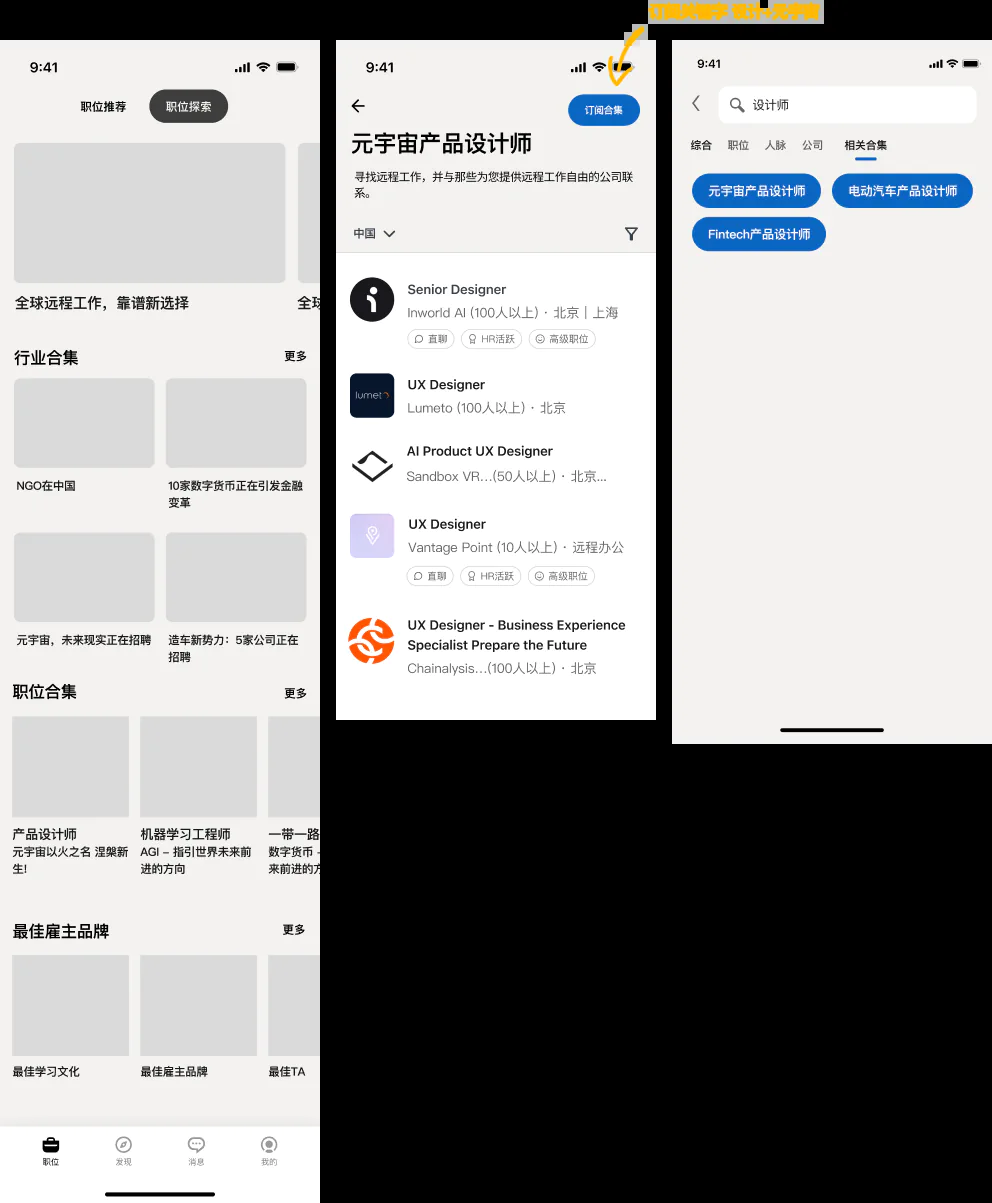 订阅关键字 设计+元宇宙
9:41
职位推荐
职位探索
全球远程工作，靠谱新选择
全球
行业合集
更多
NGO在中国
10家数字货币正在引发金融
变革
元宇宙，未来现实正在招聘
造车新势力：5家公司正在
招聘
职位合集
更多
产品设计师
元宇宙以火之名 涅槃新
生!
机器学习工程师
AGI – 指引世界未来前
进的方向
一带一路
数字货币 -
来前进的方
最佳雇主品牌
更多
最佳学习文化
最佳雇主品牌
最佳TA
职位
发现
消息
我的
9:41
订阅合集
元宇宙产品设计师
寻找远程工作，并与那些为您提供远程工作自由的公司联
系。
中国
Senior Designer
Inworld AI (100人以上) · 北京｜上海
直聊
HR活跃
高级职位
lumeto
UX Designer
Lumeto (100人以上) · 北京
AI Product UX Designer
Sandbox VR...(50人以上) · 北京...
UX Designer
Vantage Point (10人以上) · 远程办公
直聊
HR活跃
高级职位
UX Designer - Business Experience
Specialist Prepare the Future
Chainalysis...(100人以上) · 北京
9:41
设计师
综合
职位
人脉
公司
相关合集
元宇宙产品设计师
电动汽车产品设计师
Fintech产品设计师